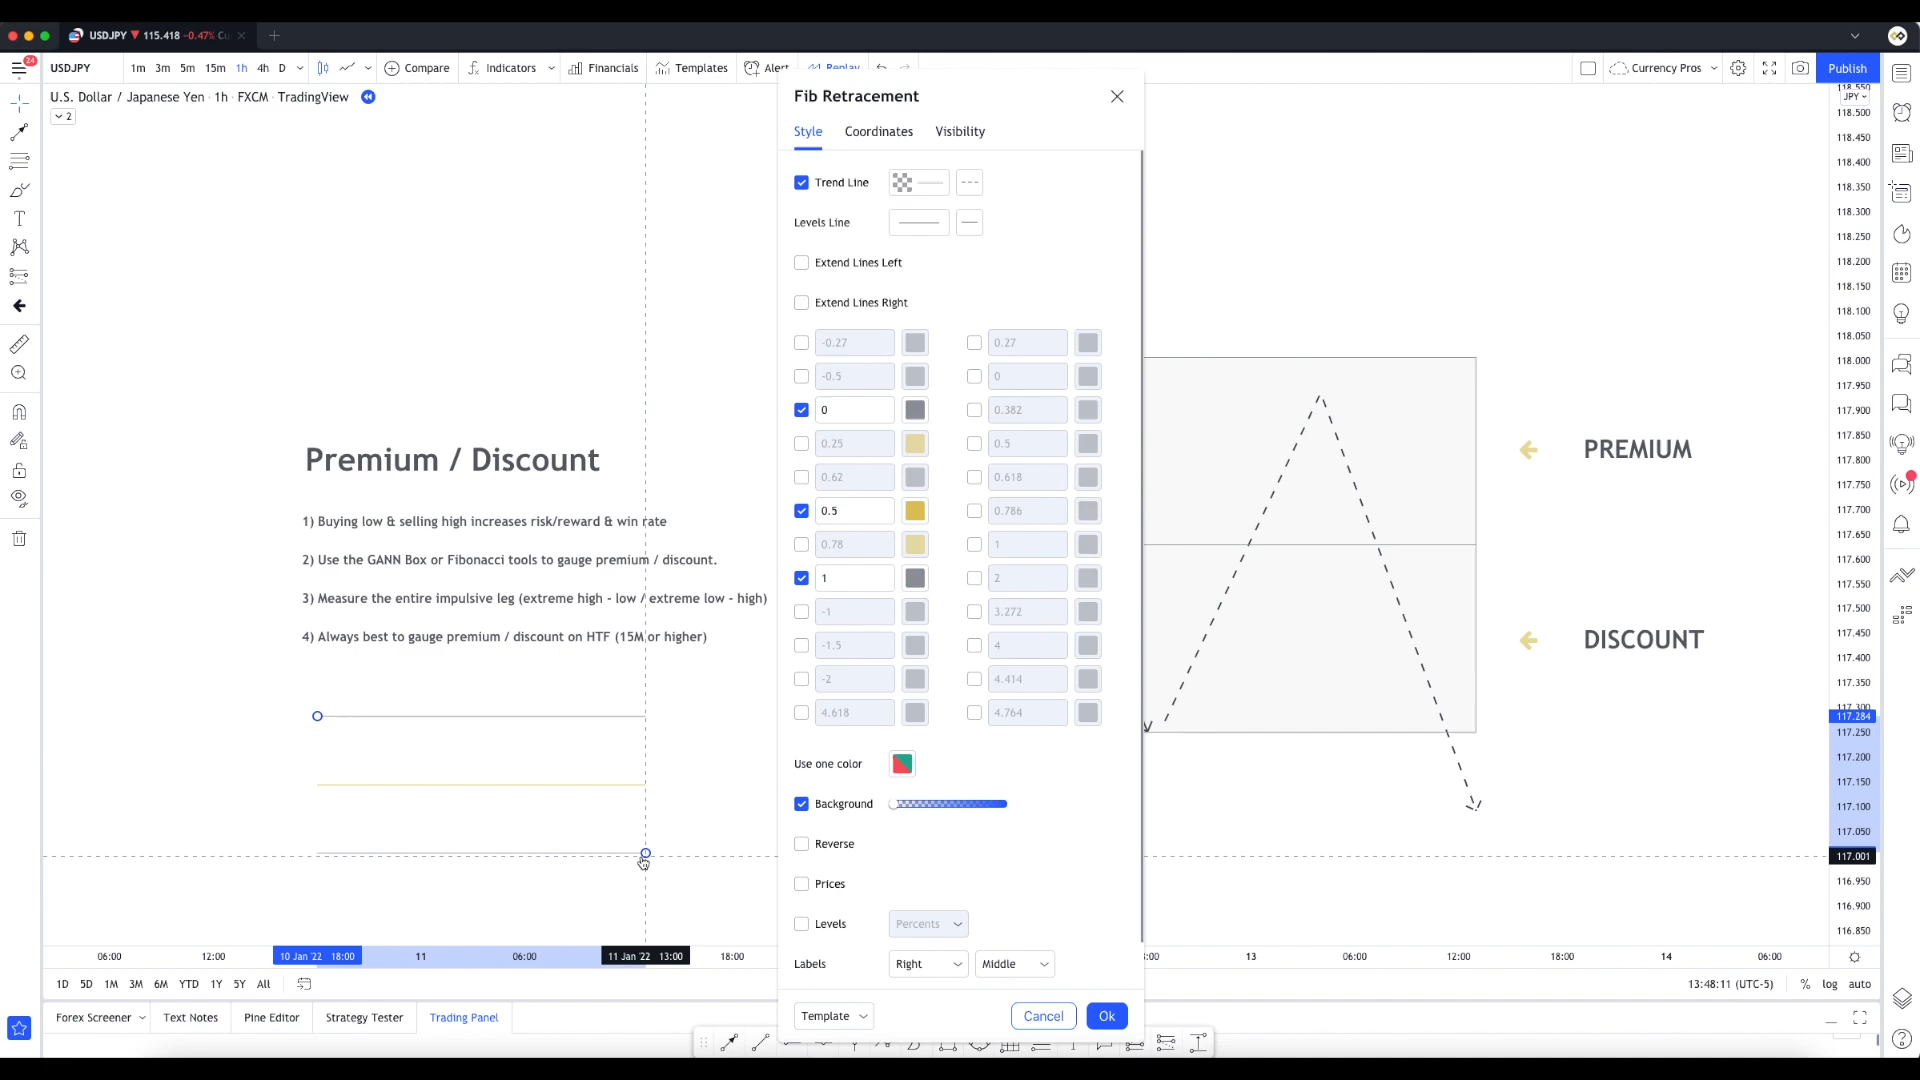 USDJPY ▼ 115.418 -0.47% Cu
24
USDJPY
1m 3m 5m 15m 1h 4h D
Compare
Indicators
Financials
Templates
Alert
Replay
Currency Pros
Publish
U.S. Dollar / Japanese Yen · 1h · FXCM · TradingView
2
Premium / Discount
1) Buying low & selling high increases risk/reward & win rate
2) Use the GANN Box or Fibonacci tools to gauge premium / discount.
3) Measure the entire impulsive leg (extreme high - low / extreme low - high)
4) Always best to gauge premium / discount on HTF (15M or higher)
Fib Retracement
Style Coordinates Visibility
Trend Line
Levels Line
Extend Lines Left
Extend Lines Right
-0.27 0.27
-0.5 0
0 0.382
0.25 0.5
0.62 0.618
0.5 0.786
0.78 1
1 2
-1 3.272
-1.5 4
-2 4.414
4.618 4.764
Use one color
Background
Reverse
Prices
Levels Percents
Labels Right Middle
Template Cancel Ok
PREMIUM
DISCOUNT
118.550
JPY
118.500
118.450
118.400
118.350
118.300
118.250
118.200
118.150
118.100
118.050
118.000
117.950
117.900
117.850
117.800
117.750
117.700
117.650
117.600
117.550
117.500
117.450
117.400
117.350
117.300
117.284
117.250
117.200
117.150
117.100
117.050
117.001
116.950
116.900
116.850
06:00 12:00 10 Jan '22 18:00 11 06:00 11 Jan '22 13:00 18:00 :00 13 06:00 12:00 18:00 14 06:00
1D 5D 1M 3M 6M YTD 1Y 5Y All
13:48:11 (UTC-5) % log auto
Forex Screener Text Notes Pine Editor Strategy Tester Trading Panel